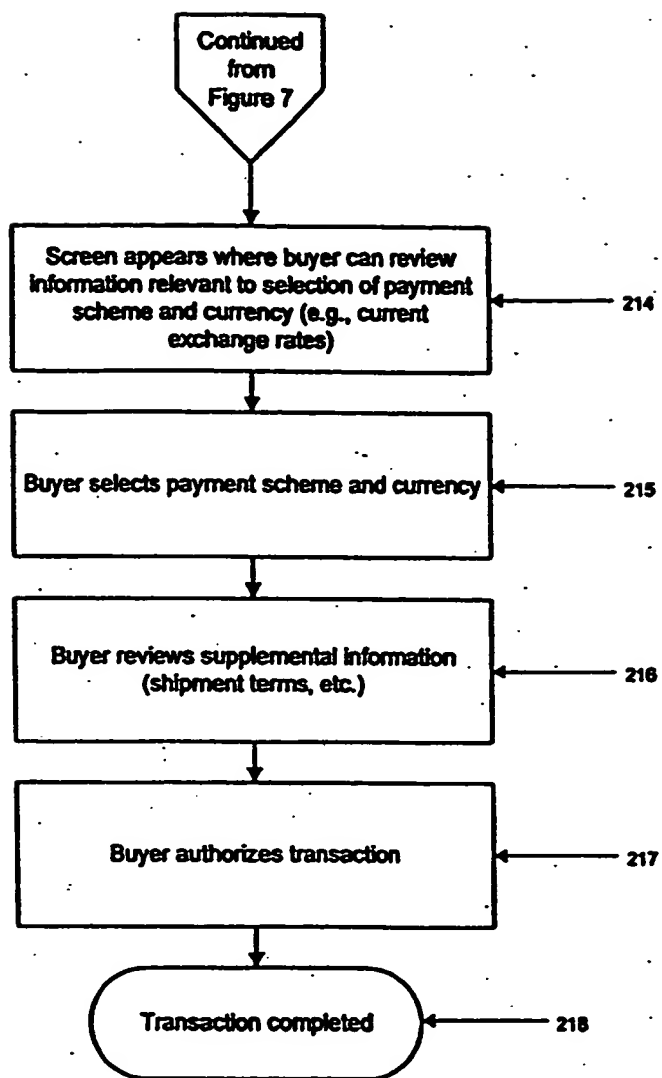 Continued
from
Figure 7
Screen appears where buyer can review
information relevant to selection of payment
scheme and currency (e.g., current
exchange rates)
214
Buyer selects payment scheme and currency
215
Buyer reviews supplemental information
(shipment terms, etc.)
216
Buyer authorizes transaction
217
Transaction completed
218